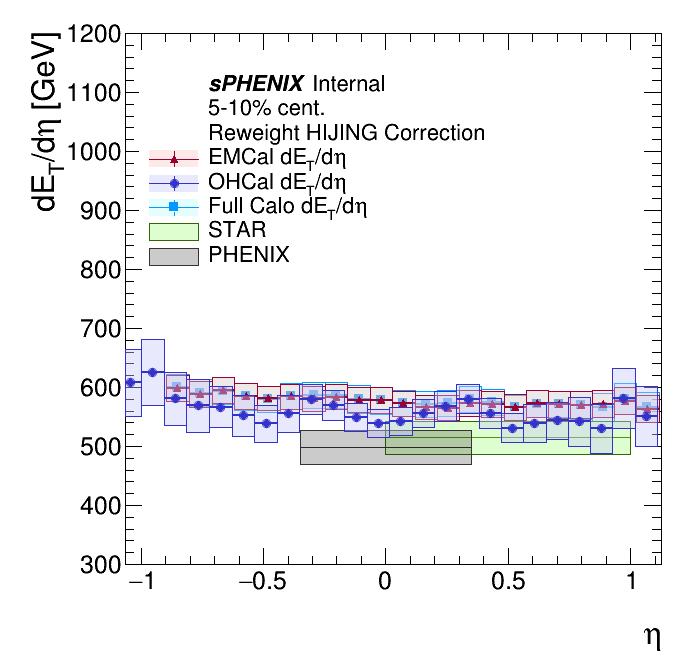 dE_T/dη [GeV]
1200
1100
1000
900
800
700
600
500
400
300
sPHENIX Internal
5-10% cent.
Reweight HIJING Correction
EMCal dE_T/dη
OHCal dE_T/dη
Full Calo dE_T/dη
STAR
PHENIX
−1 −0.5 0 0.5 1
η